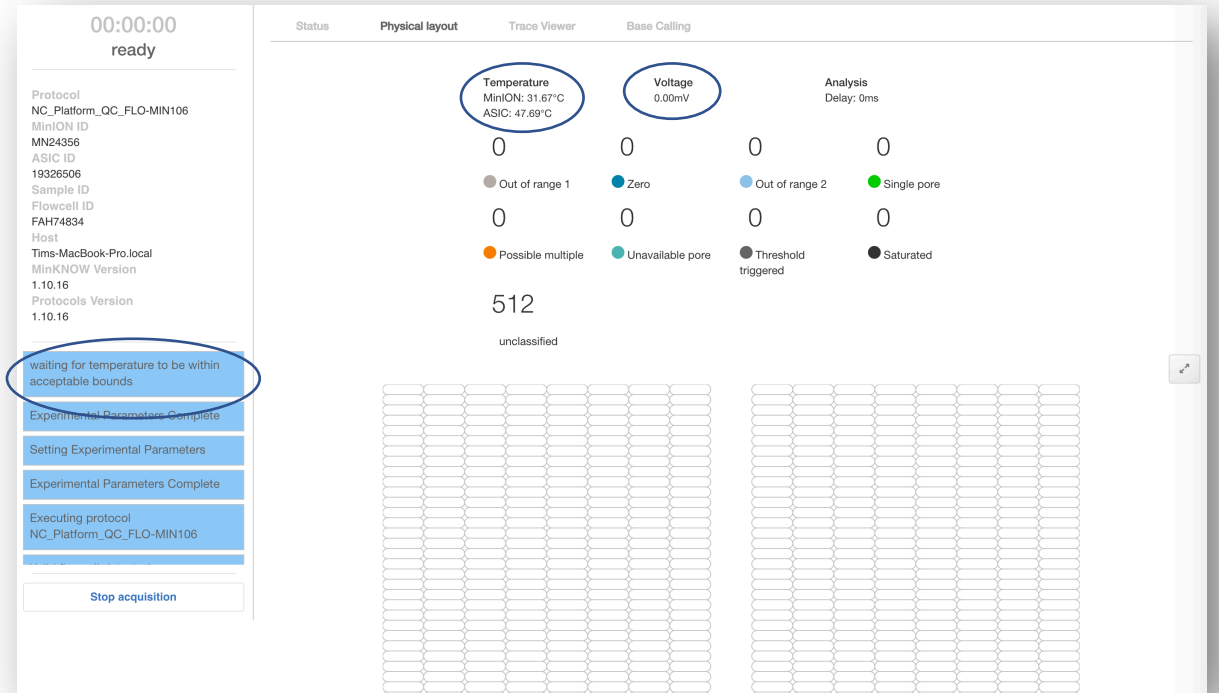 00:00:00
ready
Protocol
NC_Platform_QC_FLO-MIN106
MinION ID
MN24356
ASIC ID
19326506
Sample ID
Flowcell ID
FAH74834
Host
Tims-MacBook-Pro.local
MinKNOW Version
1.10.16
Protocols Version
1.10.16
waiting for temperature to be within
acceptable bounds
Experimental Parameters Complete
Setting Experimental Parameters
Experimental Parameters Complete
Executing protocol
NC_Platform_QC_FLO-MIN106
Stop acquisition
Status Physical layout Trace Viewer Base Calling
Temperature
MinION: 31.67°C
ASIC: 47.69°C
Voltage
0.00mV
Analysis
Delay: 0ms
0 0 0 0
Out of range 1 Zero Out of range 2 Single pore
0 0 0 0
Possible multiple Unavailable pore Threshold triggered Saturated
512
unclassified